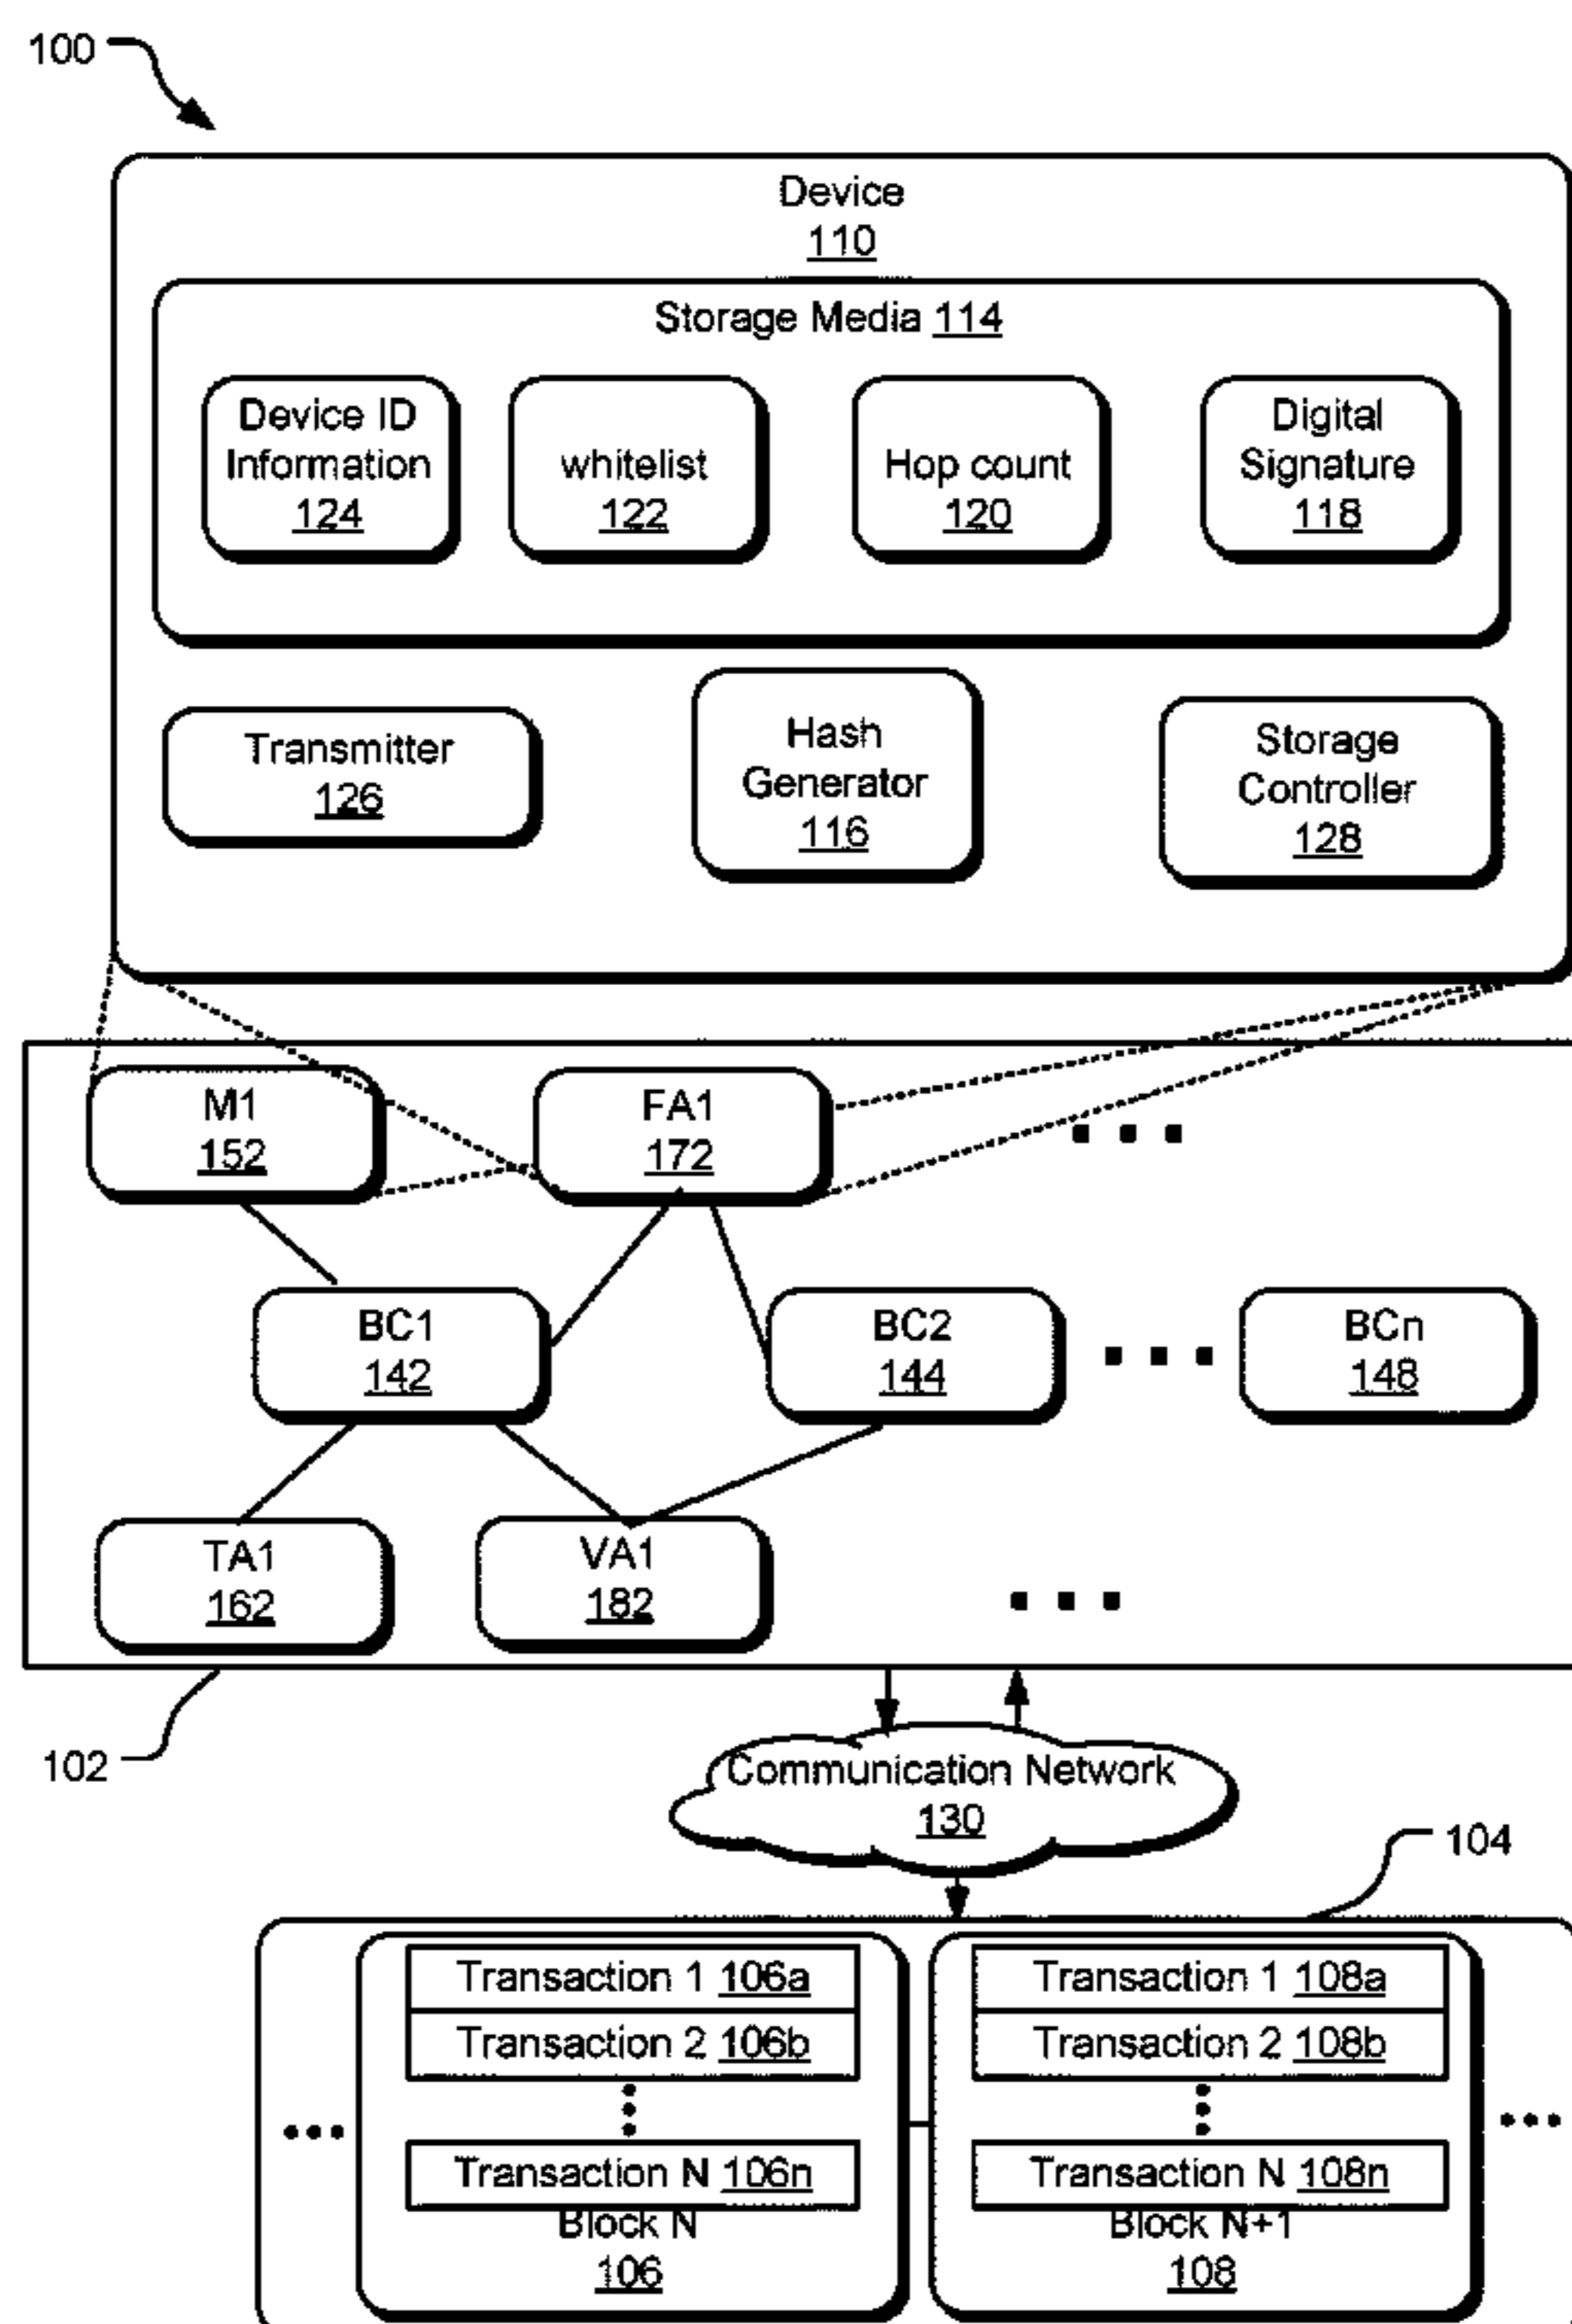 100
Device
110
Storage Media 114
Device ID
Information
124
whitelist
122
Hop count
120
Digital
Signature
118
Transmitter
126
Hash
Generator
116
Storage
Controller
128
M1
152
FA1
172
BC1
142
BC2
144
BCn
148
TA1
162
VA1
182
102
Communication Network
130
104
Transaction 1 106a
Transaction 2 106b
Transaction N 106n
Block N
106
Transaction 1 108a
Transaction 2 108b
Transaction N 108n
Block N+1
108